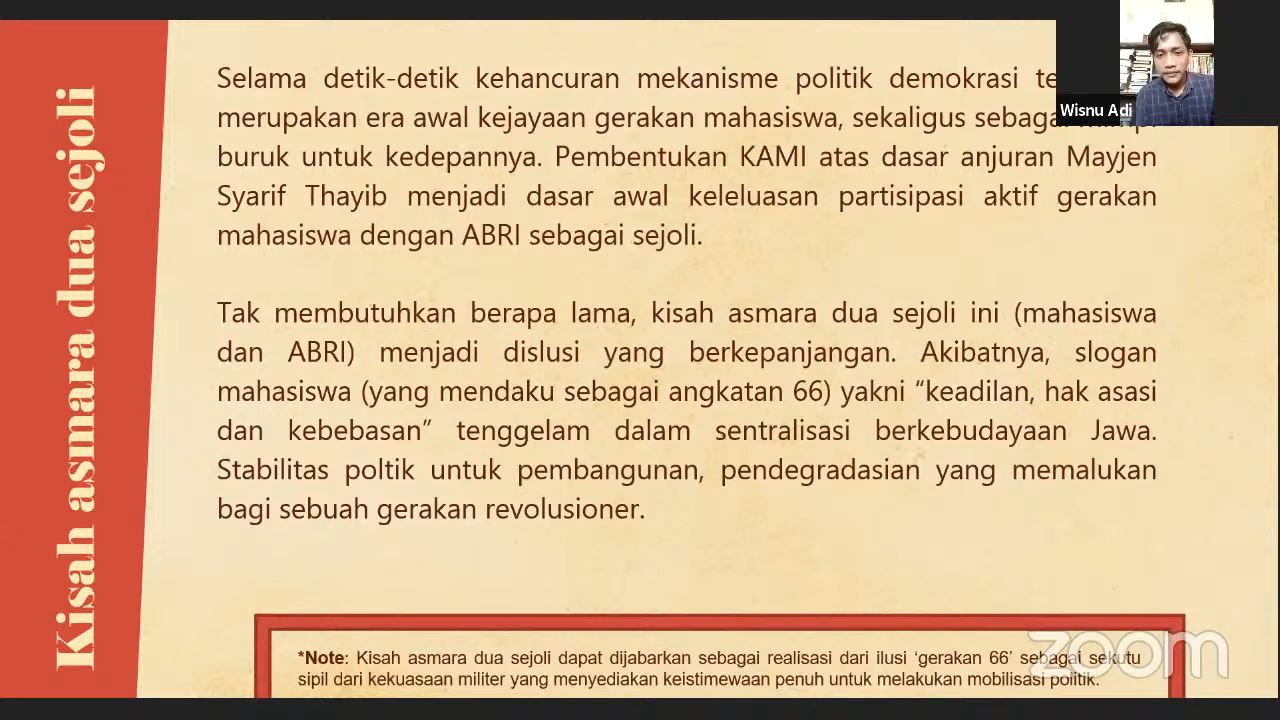 Kisah asmara dua sejoli
Selama detik-detik kehancuran mekanisme politik demokrasi
merupakan era awal kejayaan gerakan mahasiswa, sekaligus
buruk untuk kedepannya. Pembentukan KAMI atas dasar anjuran Mayjen
Syarif Thayib menjadi dasar awal keleluasan partisipasi aktif gerakan
mahasiswa dengan ABRI sebagai sejoli.
Tak membutuhkan berapa lama, kisah asmara dua sejoli ini (mahasiswa
dan ABRI) menjadi dislusi yang berkepanjangan. Akibatnya, slogan
mahasiswa (yang mendaku sebagai angkatan 66) yakni “keadilan, hak asasi
dan kebebasan” tenggelam dalam sentralisasi berkebudayaan Jawa.
Stabilitas poltik untuk pembangunan, pendegradasian yang memalukan
bagi sebuah gerakan revolusioner.
*Note: Kisah asmara dua sejoli dapat dijabarkan sebagai realisasi dari ilusi ‘gerakan 66’ sebagai sekutu
sipil dari kekuasaan militer yang menyediakan keistimewaan penuh untuk melakukan mobilisasi politik.
Wisnu Adi
zoom